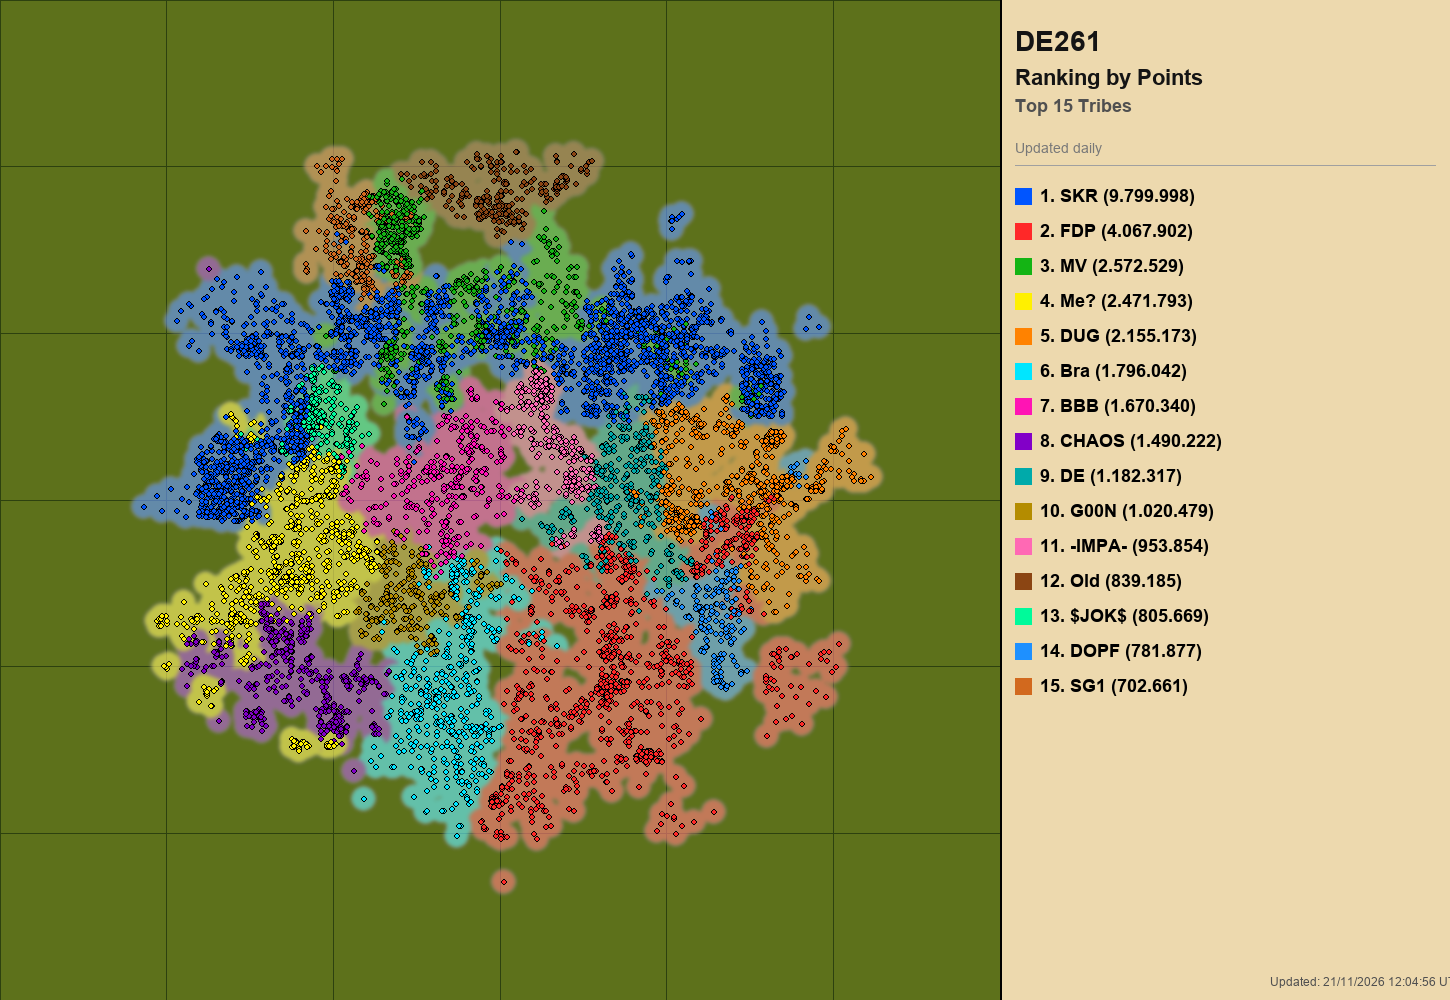 DE261
Ranking by Points
Top 15 Tribes
Updated daily
1. SKR (9.799.998)
2. FDP (4.067.902)
3. MV (2.572.529)
4. Me? (2.471.793)
5. DUG (2.155.173)
6. Bra (1.796.042)
7. BBB (1.670.340)
8. CHAOS (1.490.222)
9. DE (1.182.317)
10. G00N (1.020.479)
11. -IMPA- (953.854)
12. Old (839.185)
13. $JOK$ (805.669)
14. DOPF (781.877)
15. SG1 (702.661)
Updated: 21/11/2026 12:04:56 U